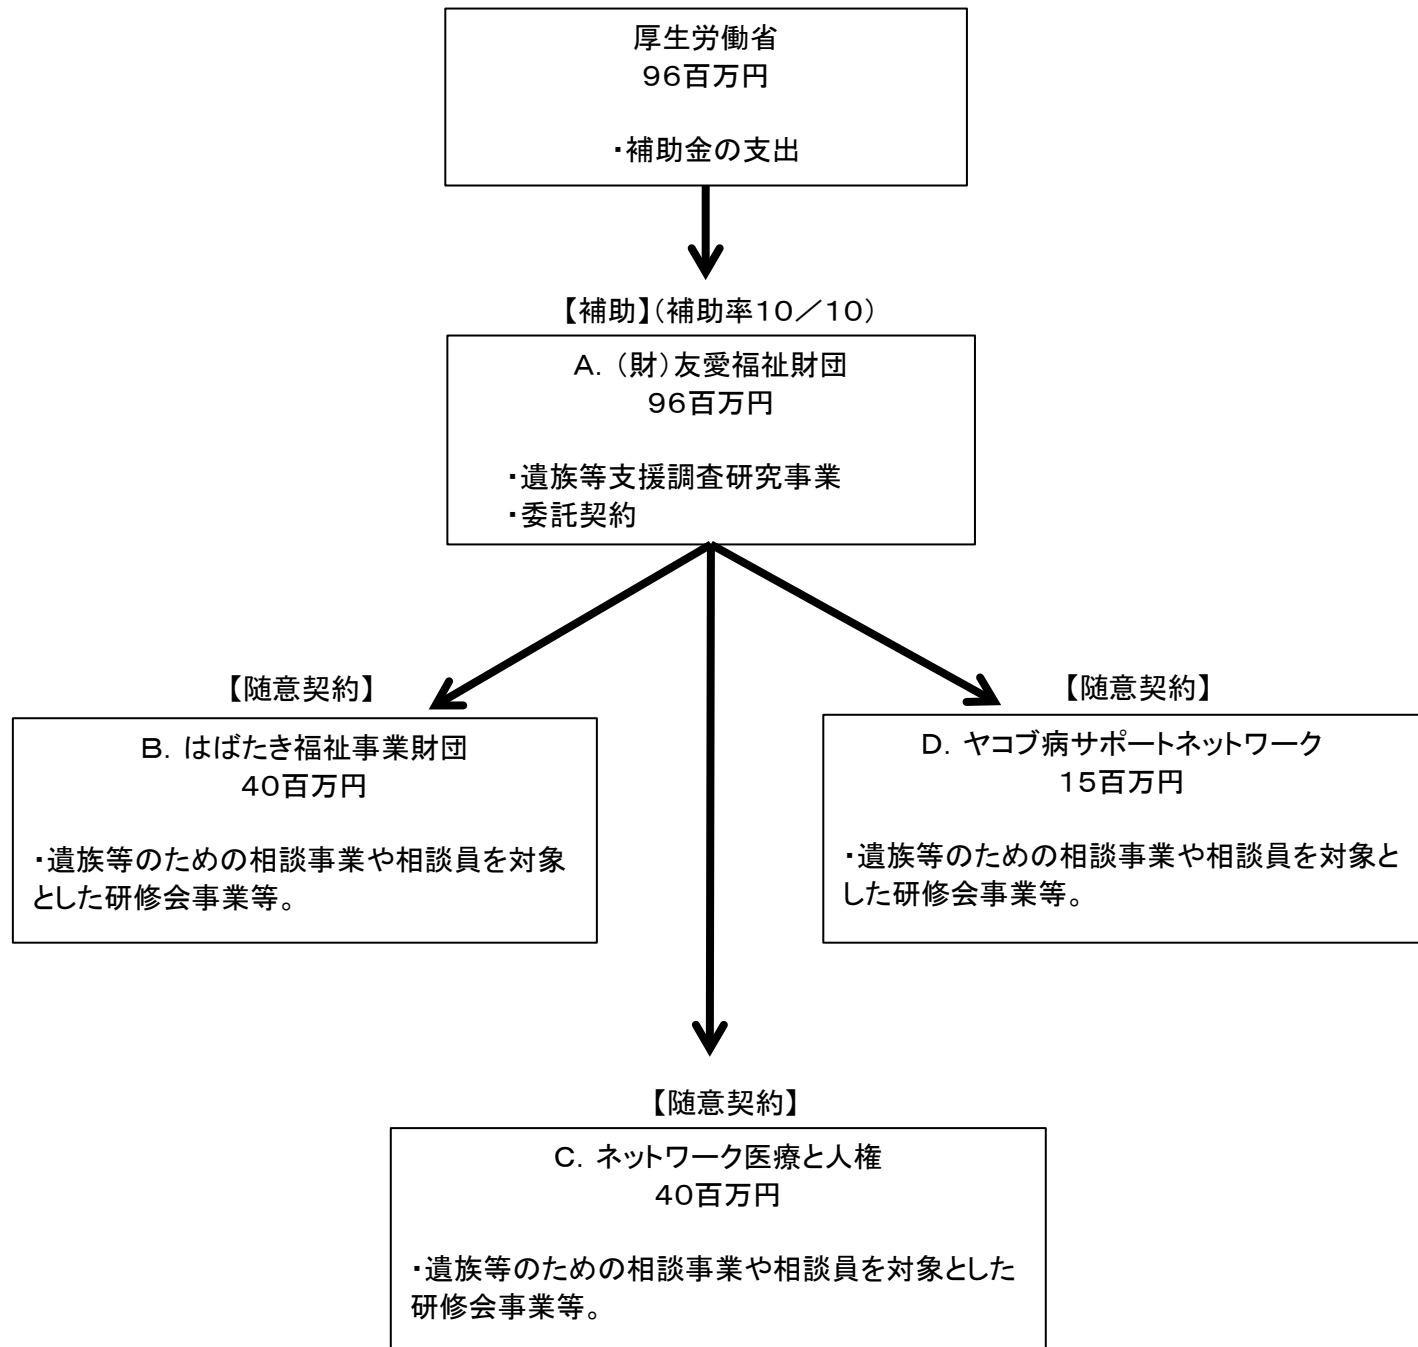 厚生労働省
96百万円
・補助金の支出
【補助】(補助率10/10)
A. (財)友愛福祉財団
96百万円
・遺族等支援調査研究事業
・委託契約
【随意契約】
B. はばたき福祉事業財団
40百万円
・遺族等のための相談事業や相談員を対象
とした研修会事業等。
【随意契約】
D. ヤコブ病サポートネットワーク
15百万円
・遺族等のための相談事業や相談員を対象と
した研修会事業等。
【随意契約】
C. ネットワーク医療と人権
40百万円
・遺族等のための相談事業や相談員を対象とした
研修会事業等。